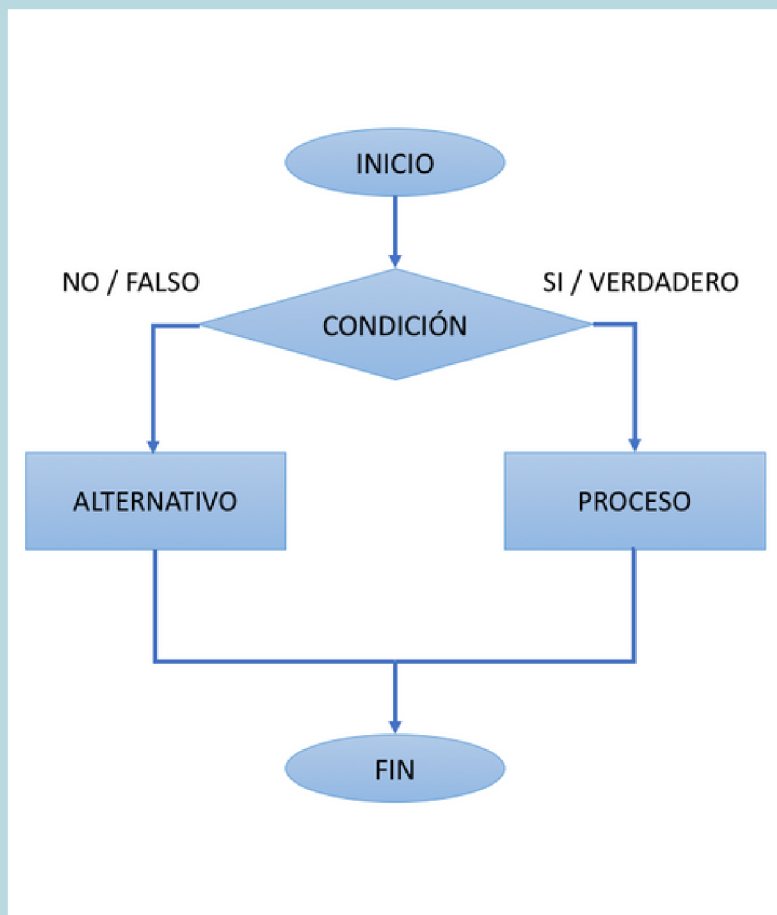 INICIO
NO / FALSO
SI / VERDADERO
CONDICIÓN
ALTERNATIVO
PROCESO
FIN